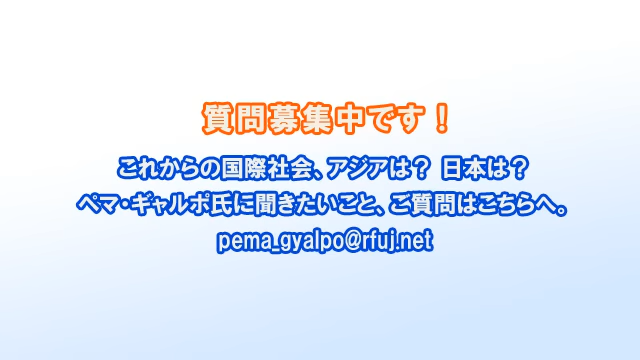 質問募集中です！
これからの国際社会、アジアは？ 日本は？
ペマ・ギャルポ氏に聞きたいこと、ご質問はこちらへ。
pema_gyalpo@rfuj.net